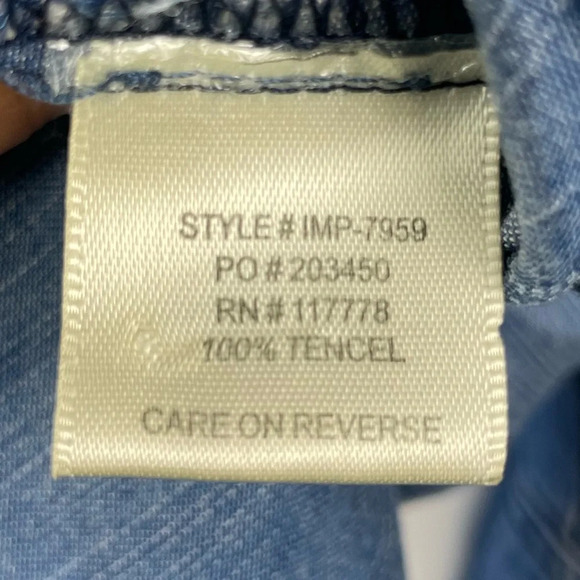 STYLE # IMP-7959
PO # 203450
RN # 117778
100% TENCEL
CARE ON REVERSE